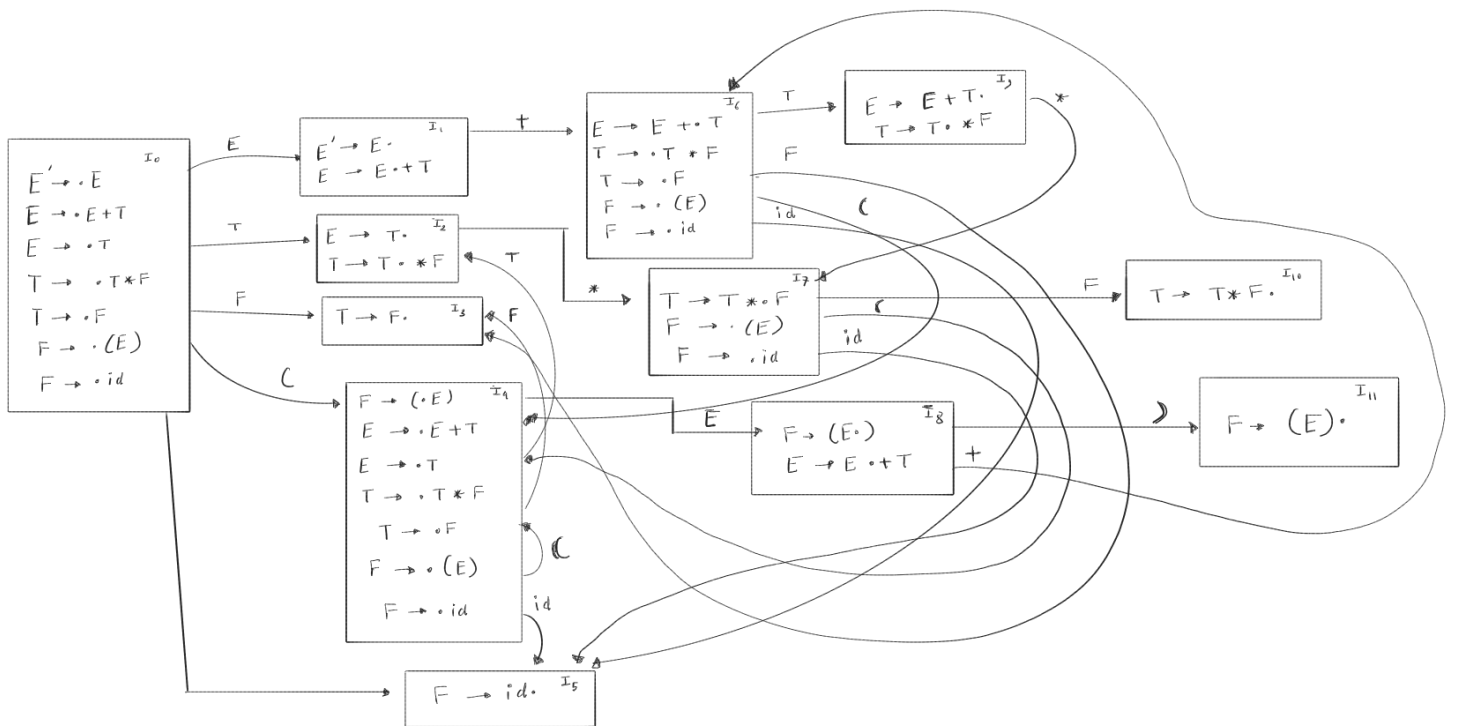 I₀
E' → ·E
E → ·E+T
E → ·T
T → ·T*F
T → ·F
F → ·(E)
F → ·id
E
T
F
(
I₁
E' → E·
E → E·+T
+
I₂
E → T·
T → T·*F
*
T
I₃
T → F·
F
I₄
F → (·E)
E → ·E+T
E → ·T
T → ·T*F
T → ·F
F → ·(E)
F → ·id
E
(
id
I₅
F → id·
I₆
E → E+·T
T → ·T*F
T → ·F
F → ·(E)
F → ·id
T
F
(
id
I₇
T → T*·F
F → ·(E)
F → ·id
F
(
id
I₈
F → (E·)
E → E·+T
)
+
I₉
E → E+T·
T → T·*F
*
I₁₀
T → T*F·
I₁₁
F → (E)·